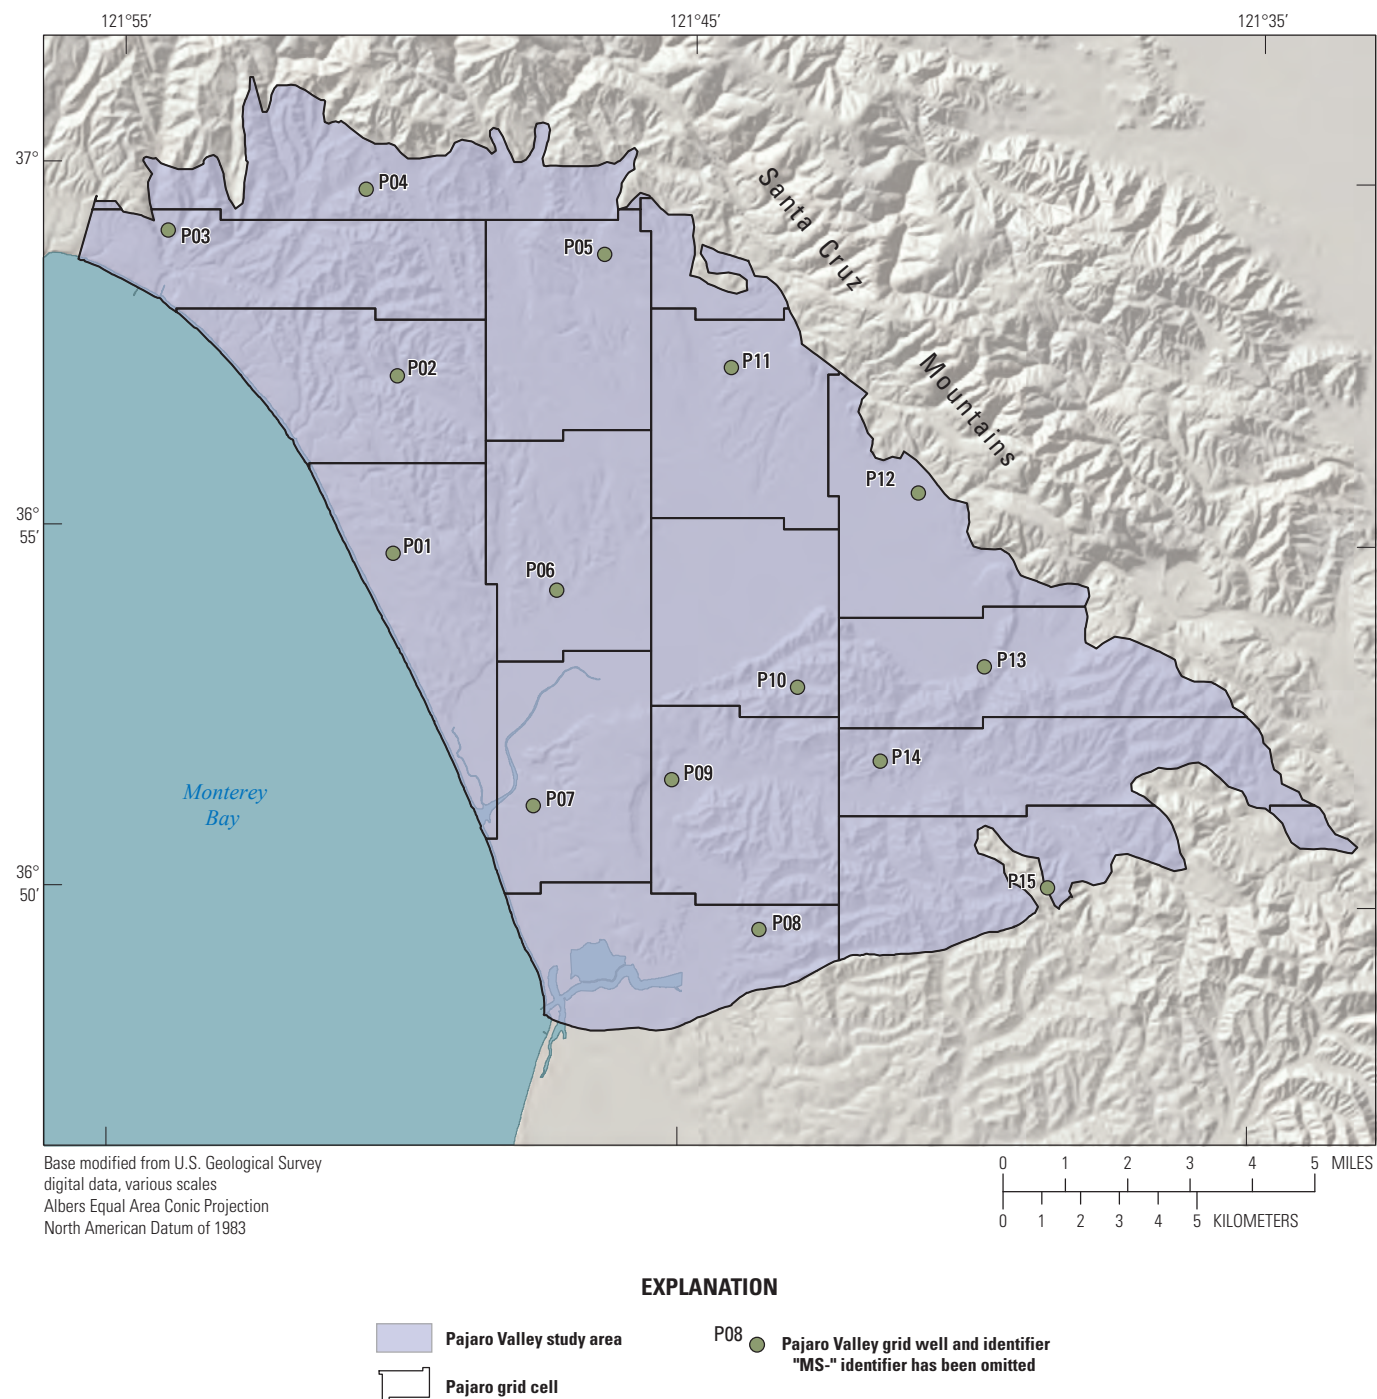 121°55′
121°45′
121°35′
37°
36°
55′
36°
50′
P04
P03
P05
Santa Cruz
Mountains
P02
P11
P12
P01
P06
P10
P13
P09
P14
P07
P15
P08
Monterey
Bay
Base modified from U.S. Geological Survey
digital data, various scales
Albers Equal Area Conic Projection
North American Datum of 1983
0 1 2 3 4 5 MILES
0 1 2 3 4 5 KILOMETERS
EXPLANATION
Pajaro Valley study area
Pajaro grid cell
P08
Pajaro Valley grid well and identifier
"MS-" identifier has been omitted